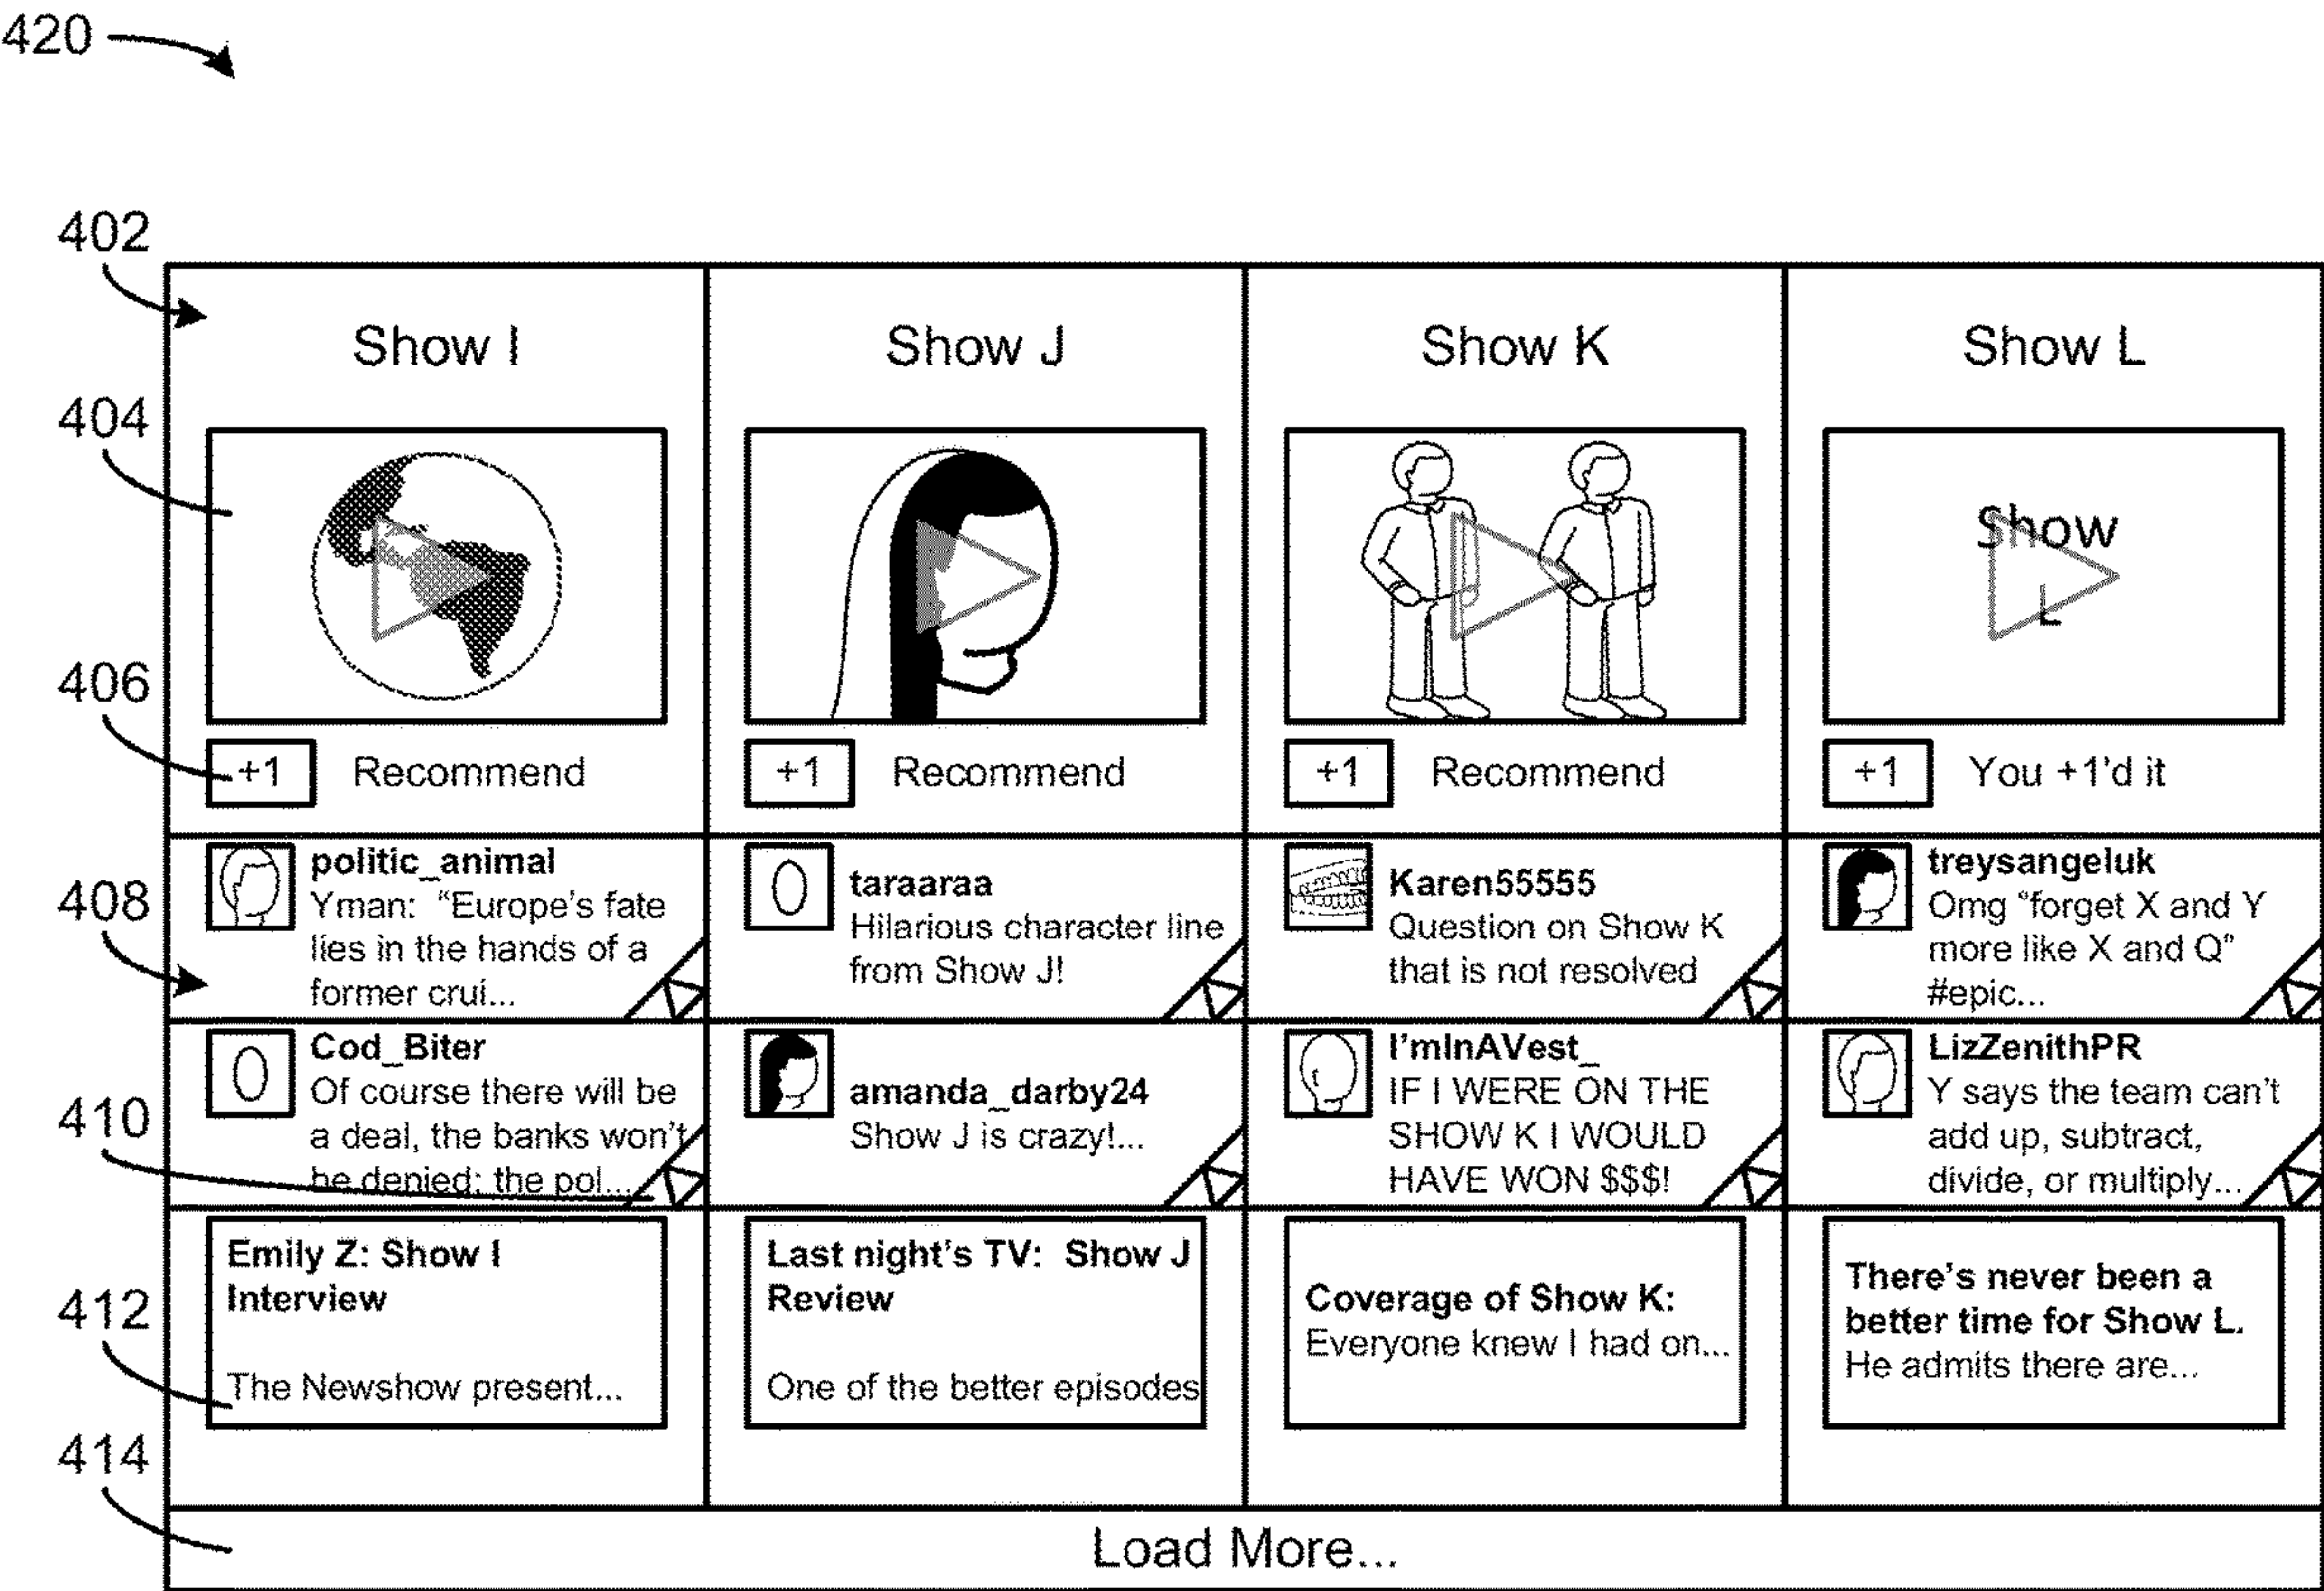 420
402
Show I
Show J
Show K
Show L
404
Show
L
406
+1 Recommend
+1 Recommend
+1 Recommend
+1 You +1'd it
408
politic_animal
Yman: “Europe's fate
lies in the hands of a
former crui...
taraaraa
Hilarious character line
from Show J!
Karen55555
Question on Show K
that is not resolved
treysangeluk
Omg “forget X and Y
more like X and Q”
#epic...
410
Cod_Biter
Of course there will be
a deal, the banks won't
be denied; the pol...
amanda_darby24
Show J is crazy!...
I'mInAVest_
IF I WERE ON THE
SHOW K I WOULD
HAVE WON $$$!
LizZenithPR
Y says the team can't
add up, subtract,
divide, or multiply...
412
Emily Z: Show I
Interview
The Newshow present...
Last night's TV: Show J
Review
One of the better episodes
Coverage of Show K:
Everyone knew I had on...
There's never been a
better time for Show L.
He admits there are...
414
Load More...